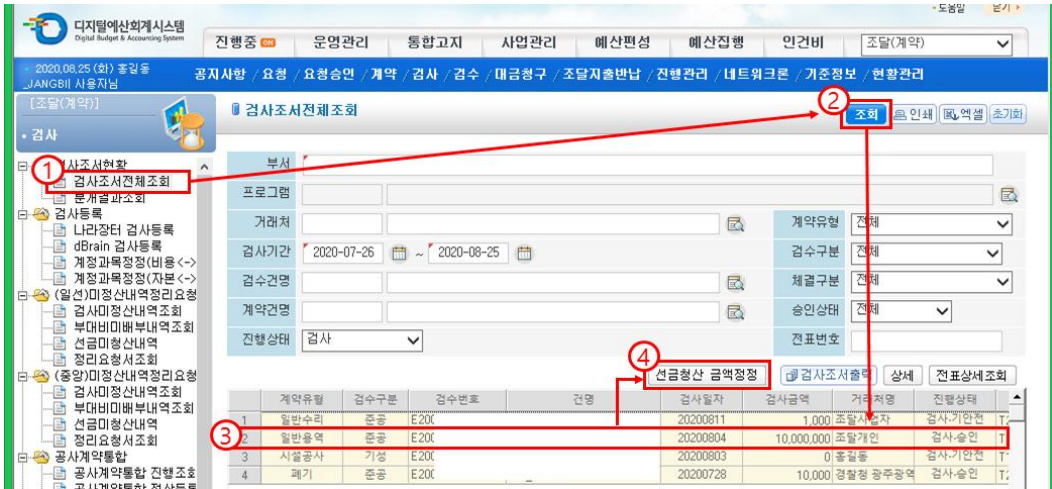 도움말 닫기
디지털예산회계시스템
Digital Budget & Accounting System
진행중 운영관리 통합고지 사업관리 예산편성 예산집행 인건비 조달(계약)
2020,08,25 (화) 홍길동
_JANGBII 사용자님
공지사항 / 요청 / 요청승인 / 계약 / 검사 / 검수 / 대금청구 / 조달지출반납 / 진행관리 / 네트워크론 / 기준정보 / 현황관리
[조달(계약)]
• 검사
검사조서전체조회
2
조회 인쇄 엑셀 초기화
1
검사조서현황
검사조서전체조회
분개결과조회
검사등록
나라장터 검사등록
dBrain 검사등록
계정과목정정(비용<->
계정과목정정(자본<->
(일선)미정산내역정리요청
검사미정산내역조회
부대비미배부내역조회
선금미청산내역
정리요청서조회
(중앙)미정산내역정리요청
검사미정산내역조회
부대비미배부내역조회
선금미청산내역
정리요청서조회
공사계약통합
공사계약통합 진행조회
부서
프로그램
거래처 계약유형 전체
검사기간 2020-07-26 ~ 2020-08-25 검수구분 전체
검수건명 체결구분 전체
계약건명 승인상태 전체
진행상태 검사 전표번호
4
선금청산 금액정정 검사조서출력 상세 전표상세조회
계약유형 검수구분 검수번호 건명 검사일자 검사금액 거래처명 진행상태
1 일반수리 준공 E200 20200811 1,000 조달사업자 검사-기안전
3
2 일반용역 준공 E200 20200804 10,000,000 조달개인 검사-승인
3 시설공사 기성 E200 20200803 0 홍길동 검사-기안전
4 폐기 준공 E200 20200728 10,000 경찰청 광주광역 검사-승인